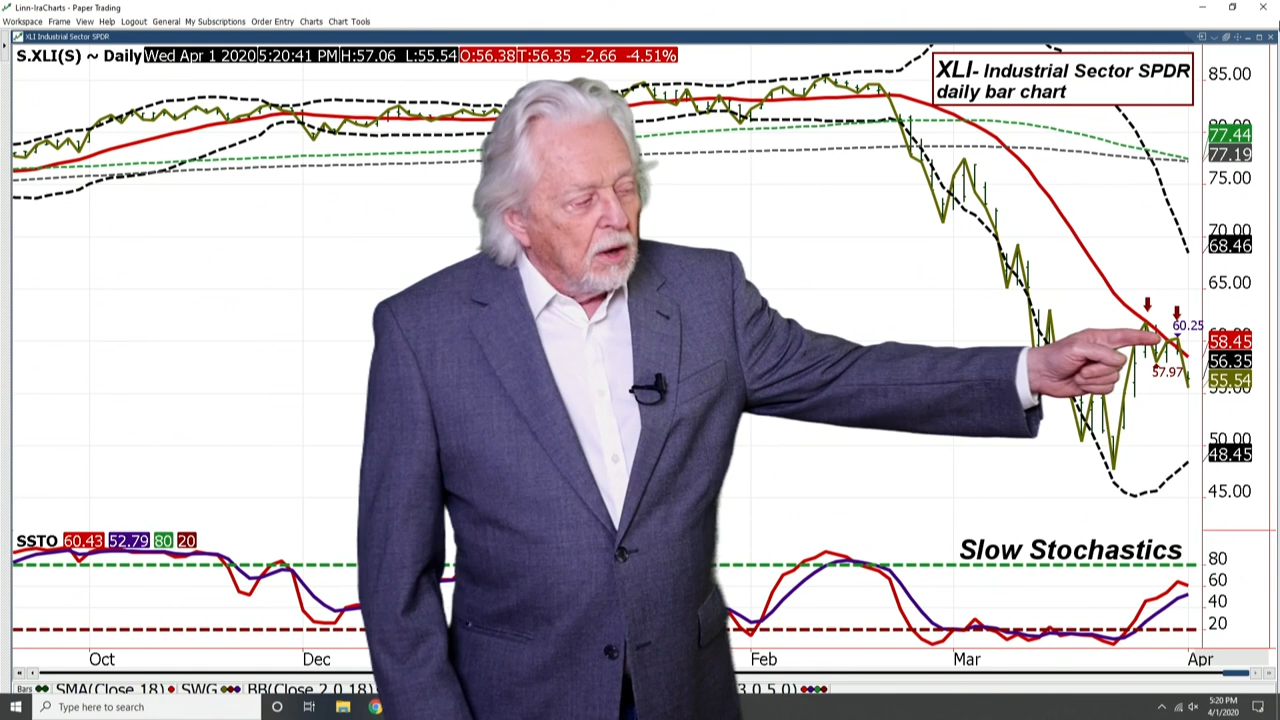 Linn-IraCharts - Paper Trading
Workspace Frame View Help Logout General My Subscriptions Order Entry Charts Chart Tools
XLI Industrial Sector SPDR
S.XLI(S) ~ Daily Wed Apr 1 2020 5:20:41 PM H:57.06 L:55.54 O:56.38 T:56.35 -2.66 -4.51%
XLI- Industrial Sector SPDR
daily bar chart
85.00
80.00
77.44
77.19
75.00
70.00
68.46
65.00
60.25
58.45
56.35
57.97
55.54
55.00
50.00
48.45
45.00
SSTO 60.43 52.79 80 20
Slow Stochastics
80
60
40
20
Oct Dec Feb Mar Apr
Bars SMA(Close,18) SWG BB(Close,2.0,18)
Type here to search
5:20 PM
4/1/2020